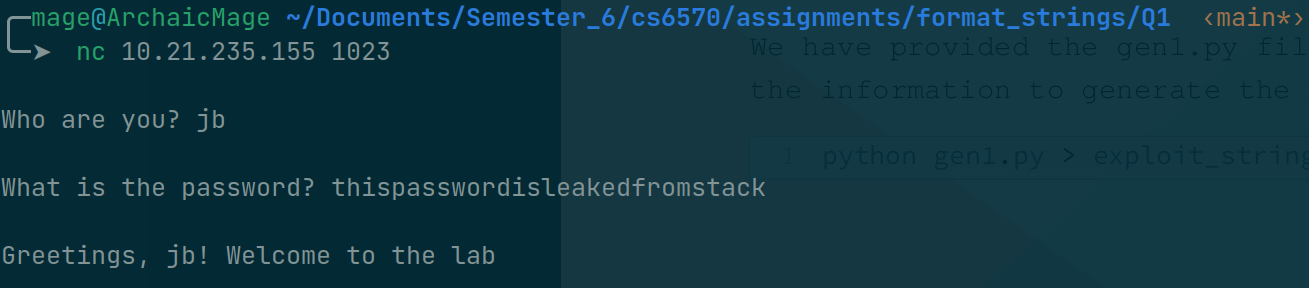 mage@ArchaicMage ~/Documents/Semester_6/cs6570/assignments/format_strings/Q1 ‹main*›
➤ nc 10.21.235.155 1023
We have provided the gen1.py fil
the information to generate the
Who are you? jb
1 python gen1.py > exploit_string
What is the password? thispasswordisleakedfromstack
Greetings, jb! Welcome to the lab